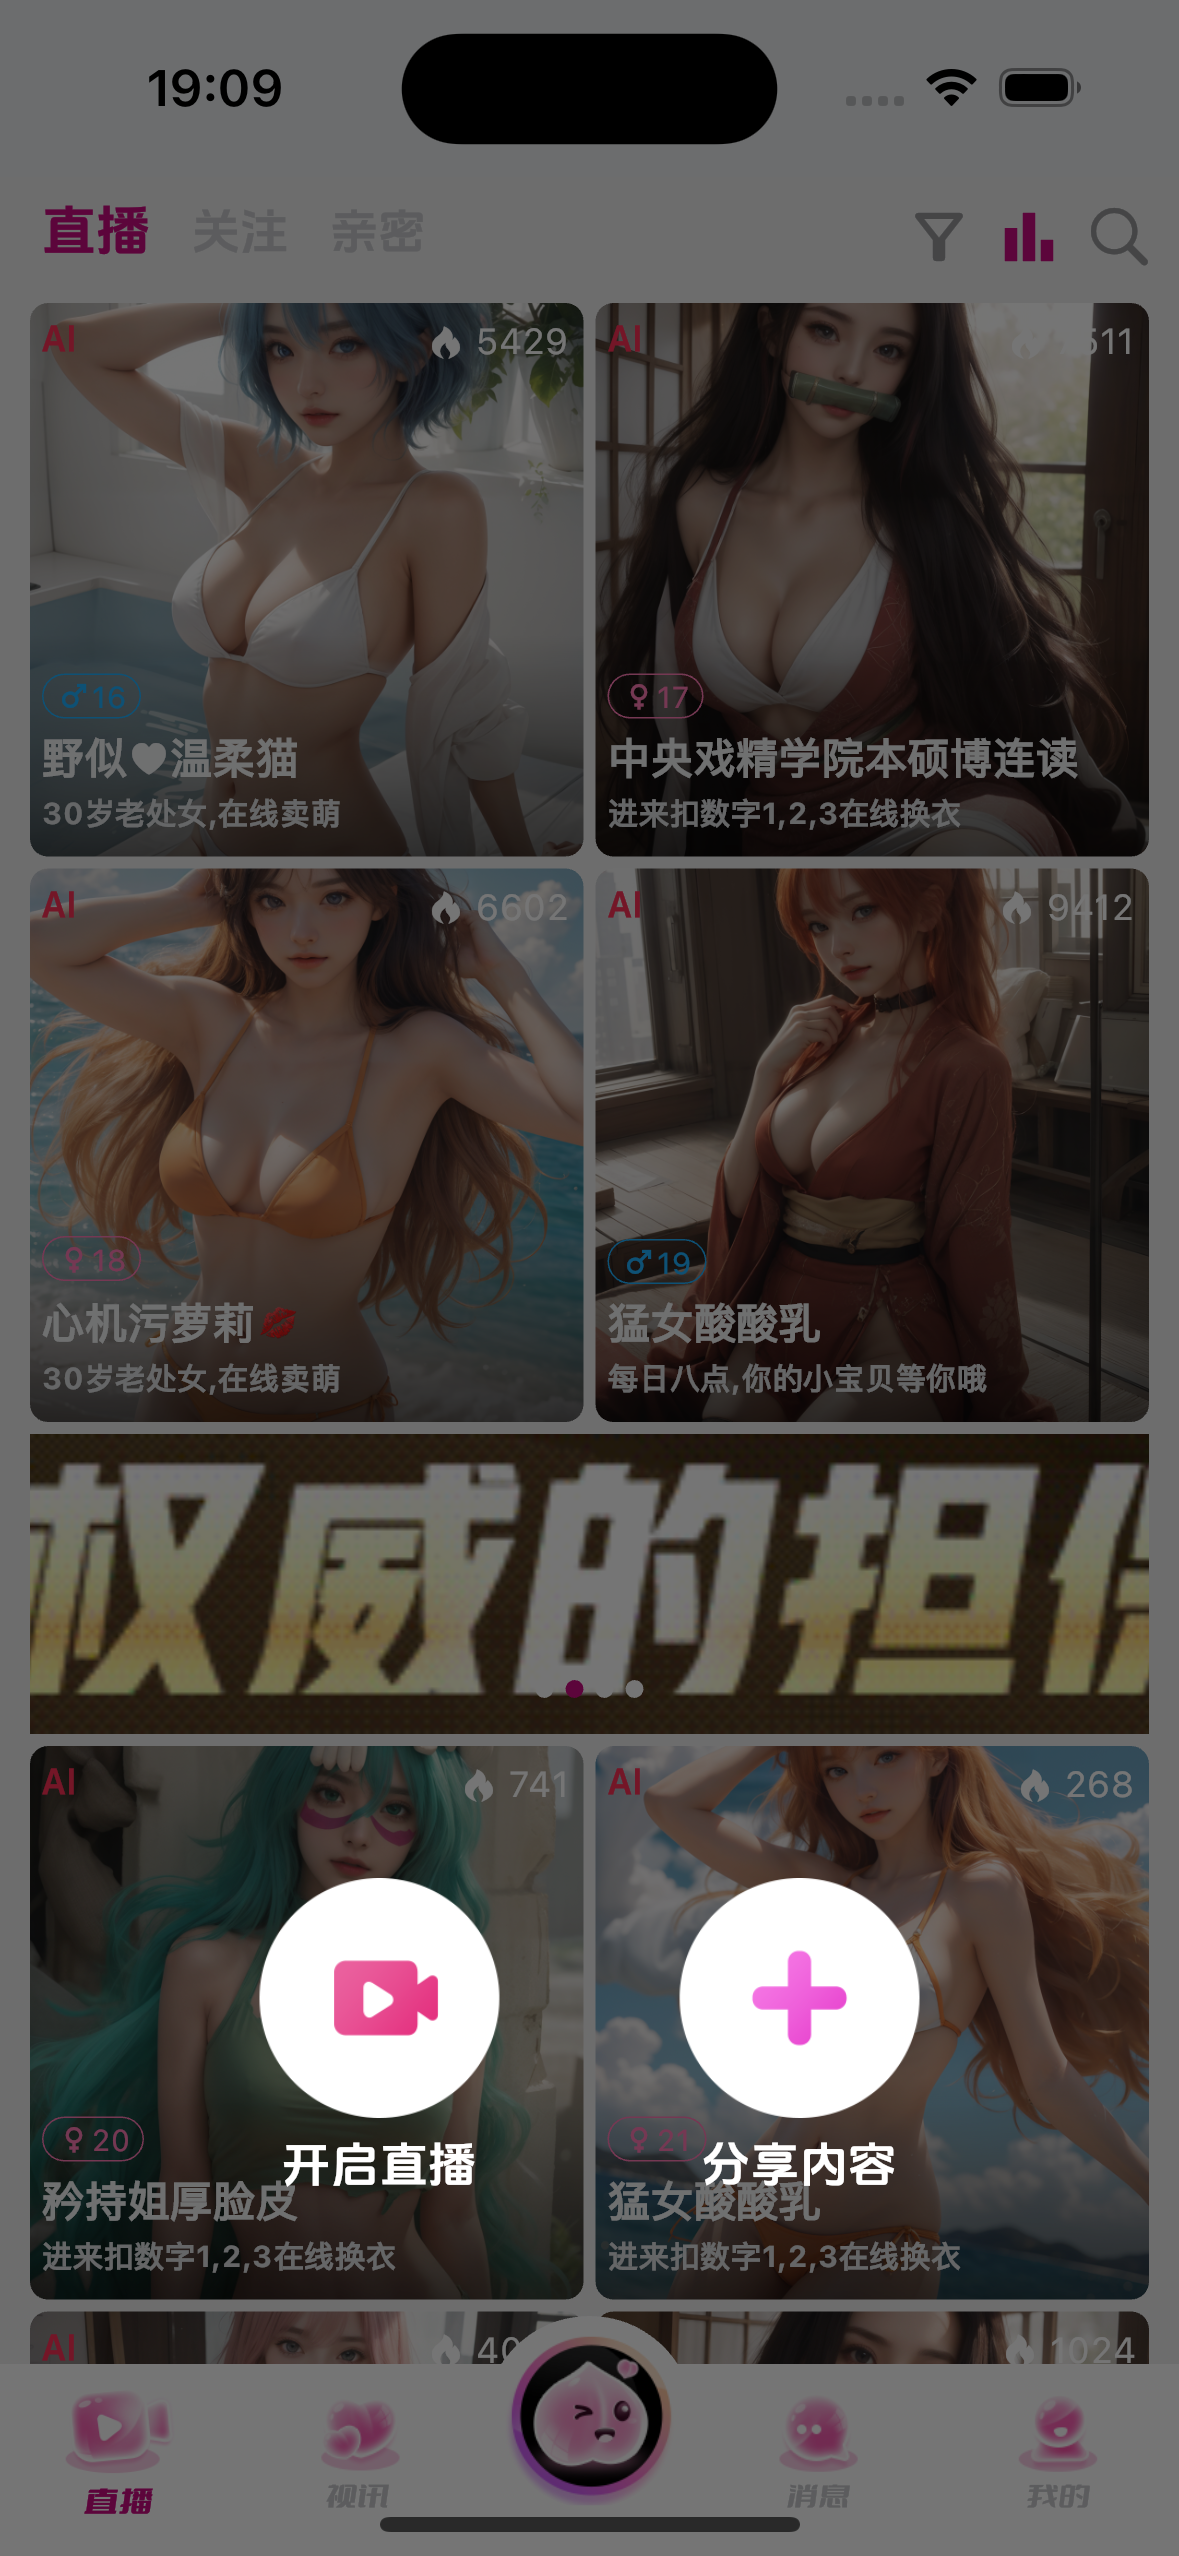 19:09
直播 关注 亲密
AI 5429
16
野似♥温柔猫
30岁老处女,在线卖萌
AI 511
17
中央戏精学院本硕博连读
进来扣数字1,2,3在线换衣
AI 6602
18
心机污萝莉💋
30岁老处女,在线卖萌
AI 9412
19
猛女酸酸乳
每日八点,你的小宝贝等你哦
权威的担
AI 741
20
矜持姐厚脸皮
进来扣数字1,2,3在线换衣
AI 268
21
猛女酸酸乳
进来扣数字1,2,3在线换衣
开启直播
分享内容
AI 40
AI 1024
直播 视讯 消息 我的